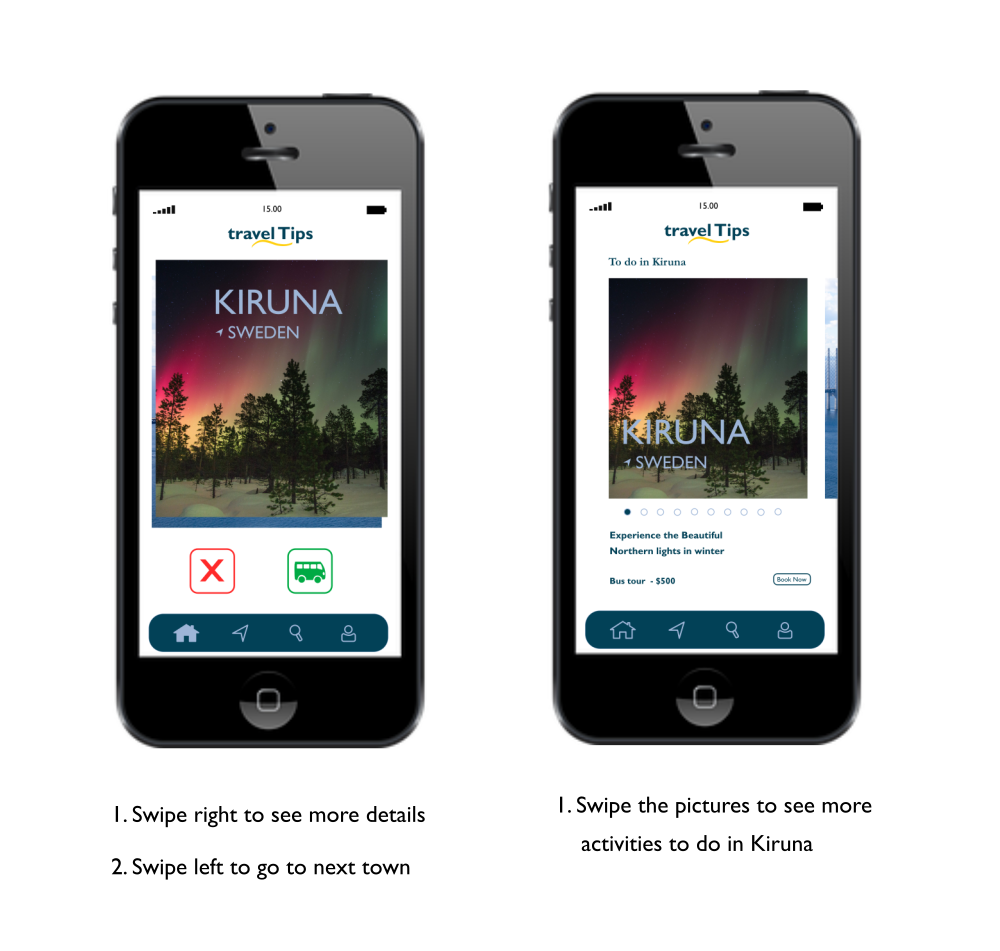 15.00
travel Tips
KIRUNA
SWEDEN
X
1. Swipe right to see more details
2. Swipe left to go to next town
15.00
travel Tips
To do in Kiruna
KIRUNA
SWEDEN
Experience the Beautiful
Northern lights in winter
Bus tour - $500
Book Now
1. Swipe the pictures to see more
activities to do in Kiruna